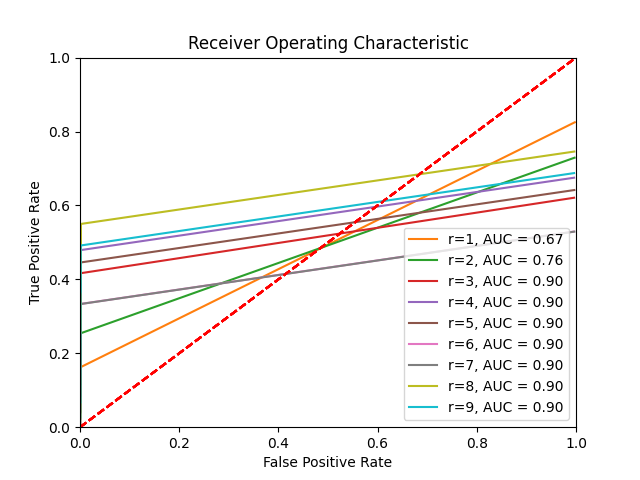 Receiver Operating Characteristic
True Positive Rate
1.0
0.8
0.6
0.4
0.2
0.0
r=1, AUC = 0.67
r=2, AUC = 0.76
r=3, AUC = 0.90
r=4, AUC = 0.90
r=5, AUC = 0.90
r=6, AUC = 0.90
r=7, AUC = 0.90
r=8, AUC = 0.90
r=9, AUC = 0.90
0.0 0.2 0.4 0.6 0.8 1.0
False Positive Rate